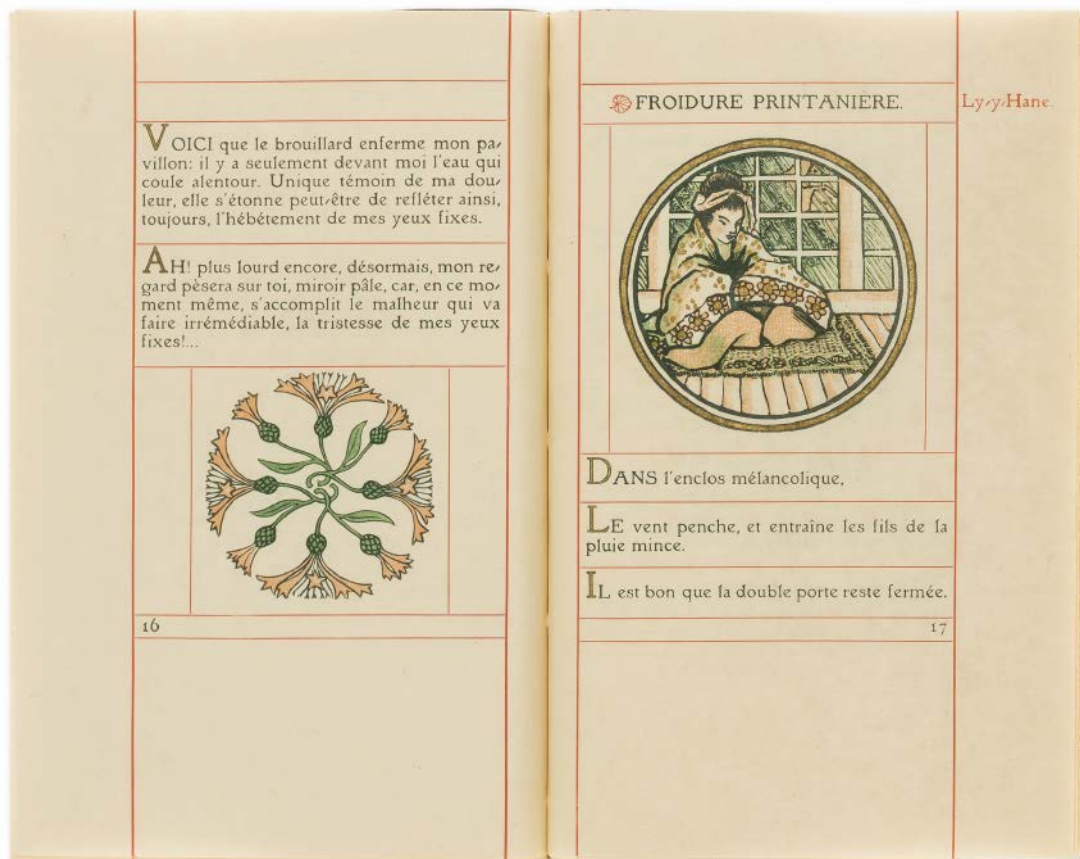 VOICI que le brouillard enferme mon pa-
villon: il y a seulement devant moi l'eau qui
coule alentour. Unique témoin de ma dou-
leur, elle s'étonne peut-être de refléter ainsi,
toujours, l'hébétement de mes yeux fixes.
AH! plus lourd encore, désormais, mon re-
gard pèsera sur toi, miroir pâle, car, en ce mo-
ment même, s'accomplit le malheur qui va
faire irrémédiable, la tristesse de mes yeux
fixes!...
16
FROIDURE PRINTANIERE.
Ly-y-Hane.
DANS l'enclos mélancolique,
LE vent penche, et entraîne les fils de la
pluie mince.
IL est bon que la double porte reste fermée.
17